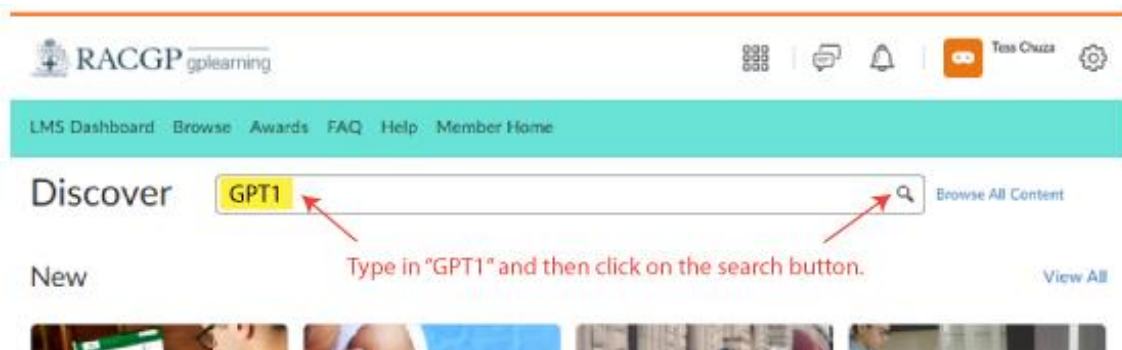 RACGP gplearning
Tess Chuza
LMS Dashboard Browse Awards FAQ Help Member Home
Discover GPT1 Browse All Content
Type in "GPT1" and then click on the search button.
New View All